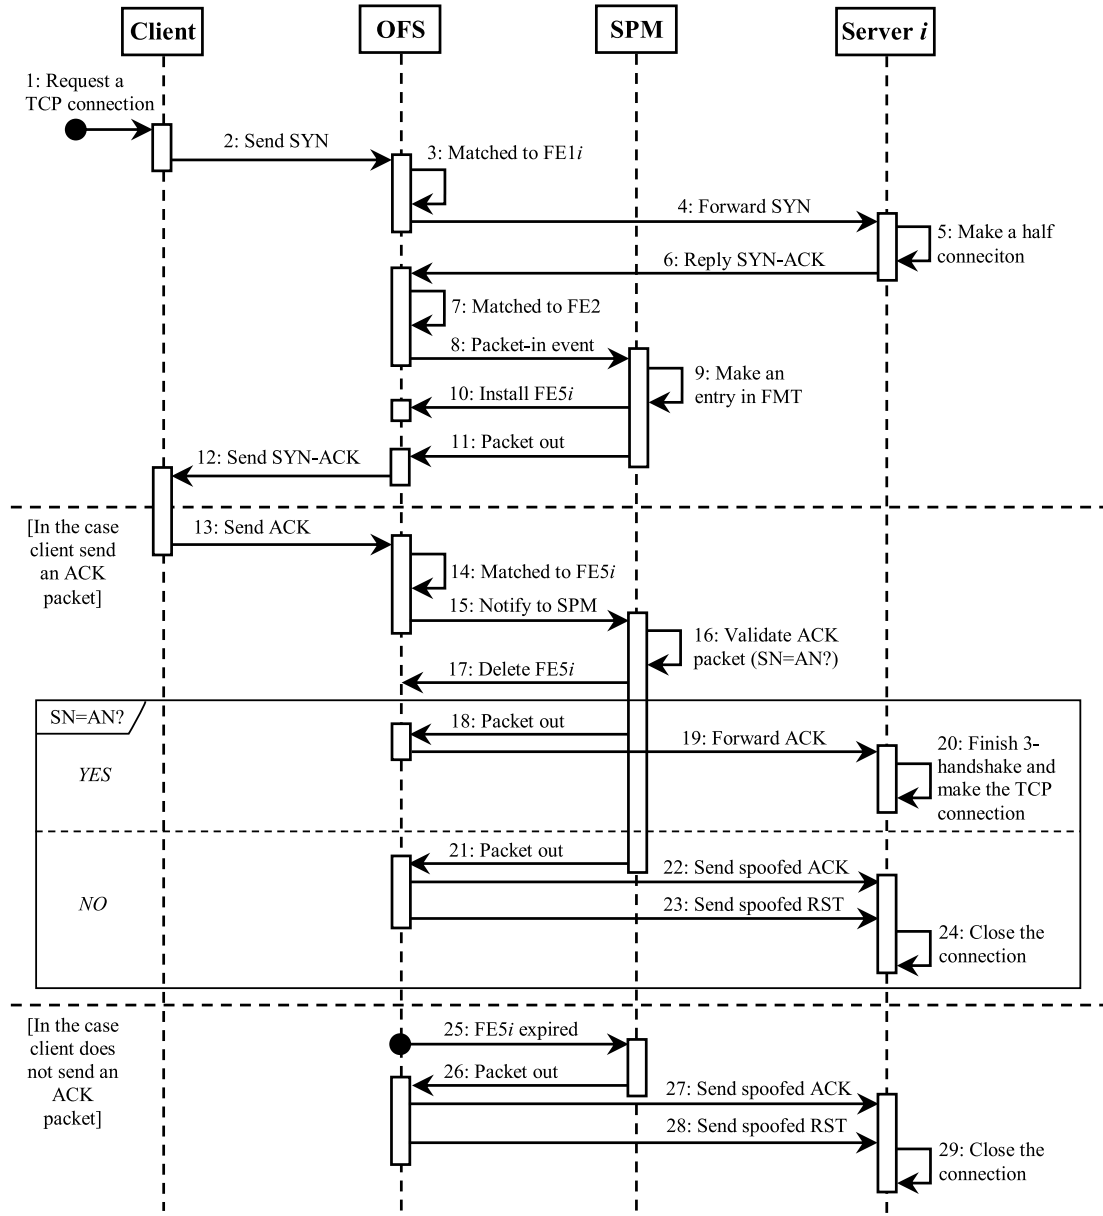 Client
OFS
SPM
Server i
1: Request a
TCP connection
2: Send SYN
3: Matched to FE1i
4: Forward SYN
5: Make a half
conneciton
6: Reply SYN-ACK
7: Matched to FE2
8: Packet-in event
9: Make an
entry in FMT
10: Install FE5i
11: Packet out
12: Send SYN-ACK
[In the case
client send
an ACK
packet]
13: Send ACK
14: Matched to FE5i
15: Notify to SPM
16: Validate ACK
packet (SN=AN?)
17: Delete FE5i
SN=AN?
18: Packet out
19: Forward ACK
20: Finish 3-
handshake and
make the TCP
connection
YES
21: Packet out
22: Send spoofed ACK
NO
23: Send spoofed RST
24: Close the
connection
[In the case
client does
not send an
ACK
packet]
25: FE5i expired
26: Packet out
27: Send spoofed ACK
28: Send spoofed RST
29: Close the
connection